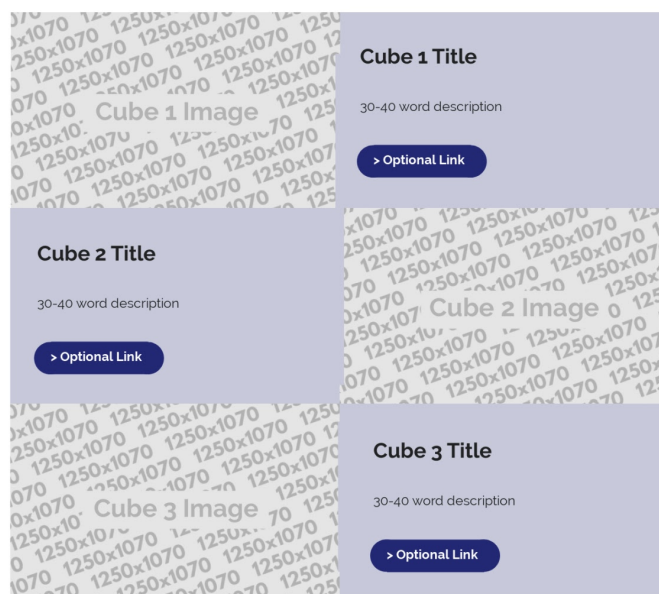 Cube 1 Image
Cube 1 Title
30-40 word description
> Optional Link
Cube 2 Title
30-40 word description
> Optional Link
Cube 2 Image
Cube 3 Image
Cube 3 Title
30-40 word description
> Optional Link
1250x1070